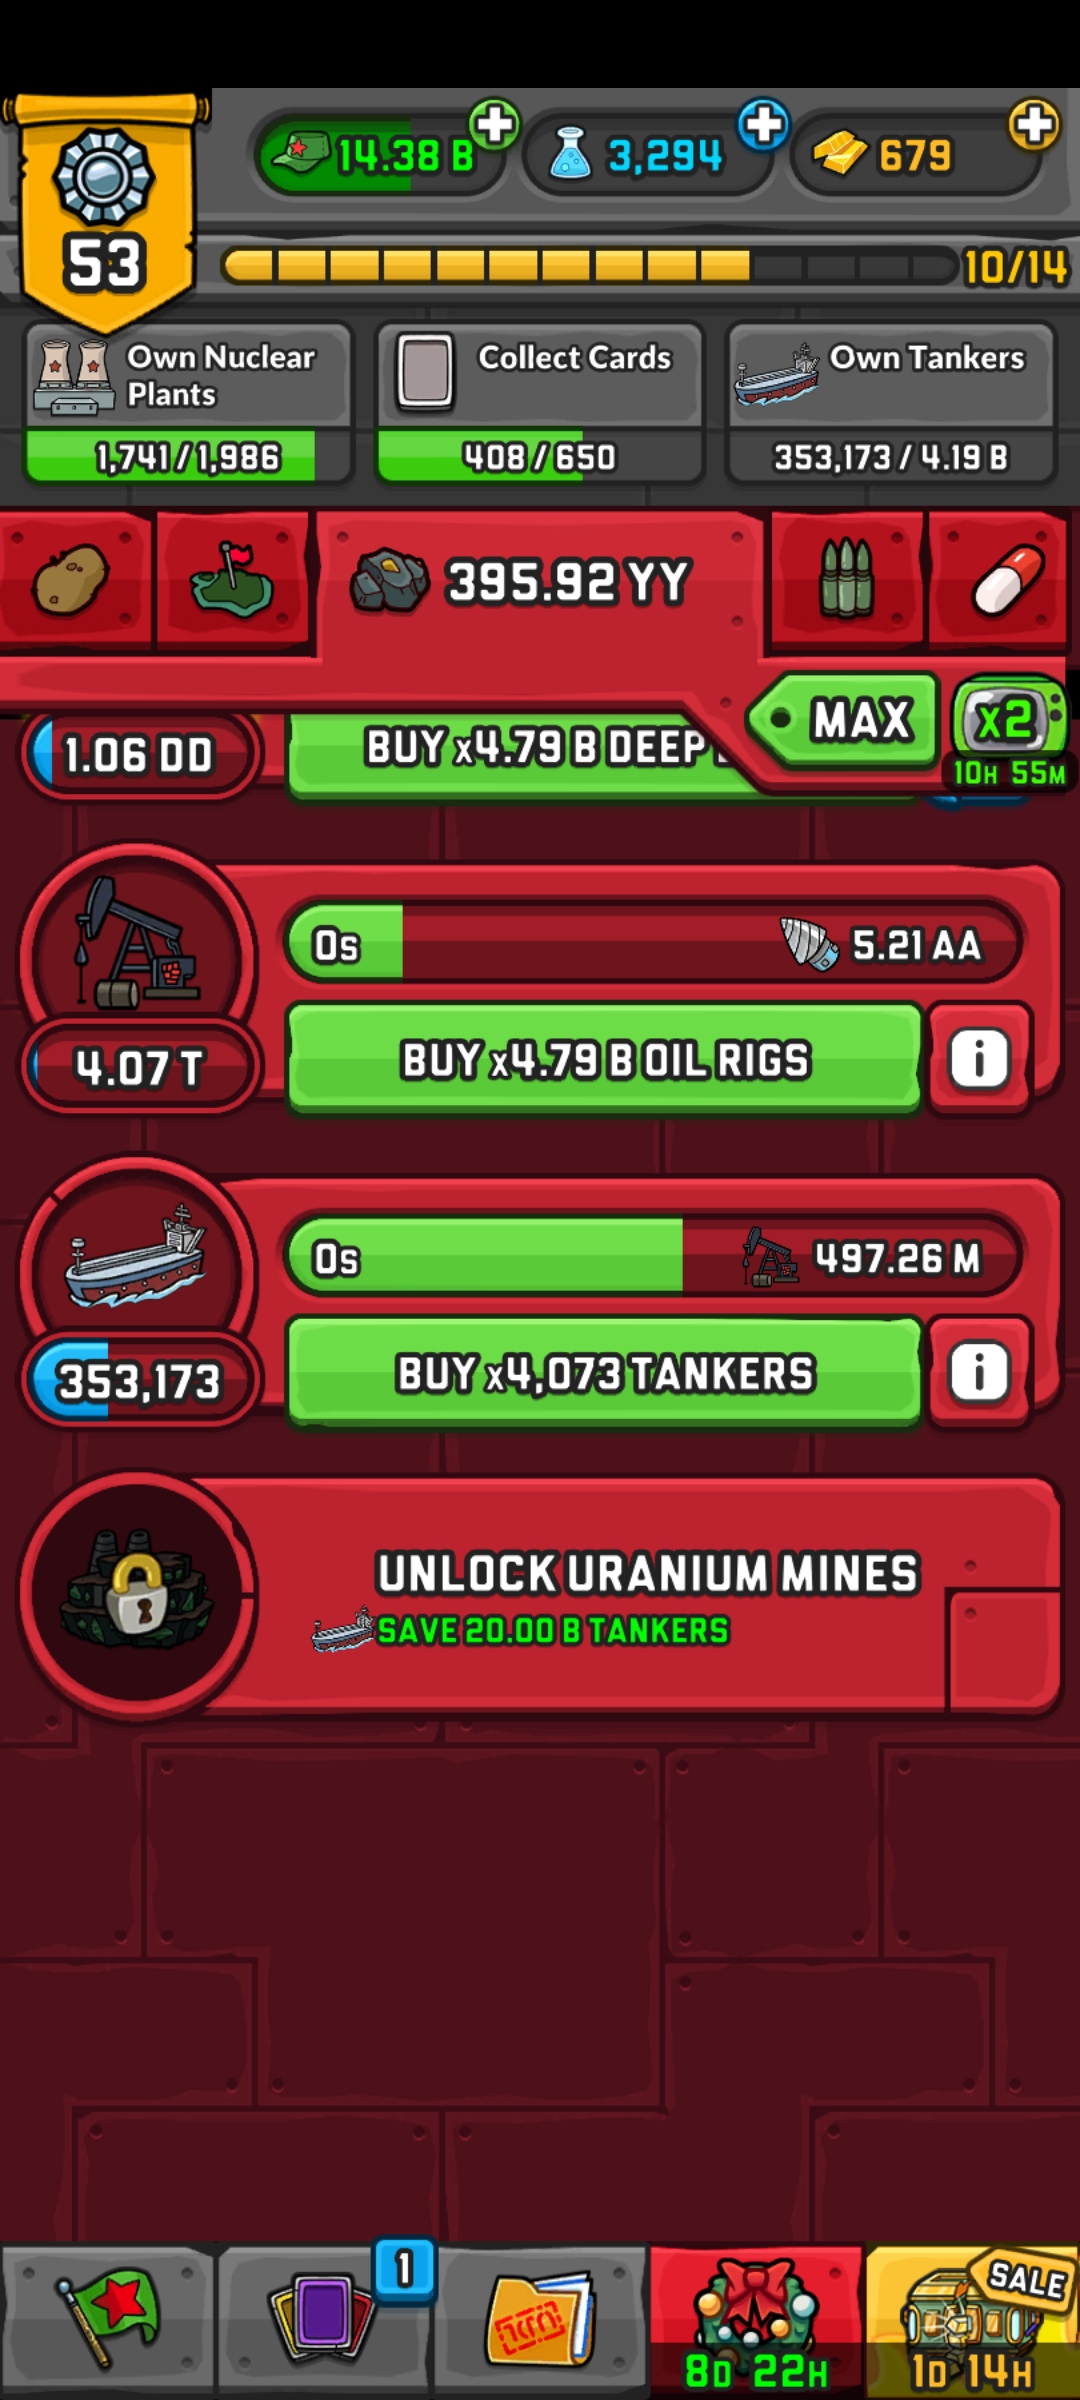 14.38 B
3,294
679
53
10/14
Own Nuclear
Plants
Collect Cards
Own Tankers
1,741/1,986
408/650
353,173/4.19 B
395.92 YY
MAX
x2
10H 55M
1.06 DD
BUY x4.79 B DEEP
0s
5.21 AA
4.07 T
BUY x4.79 B OIL RIGS
i
0s
497.26 M
353,173
BUY x4,073 TANKERS
i
UNLOCK URANIUM MINES
SAVE 20.00 B TANKERS
1
SALE
8D 22H
1D 14H